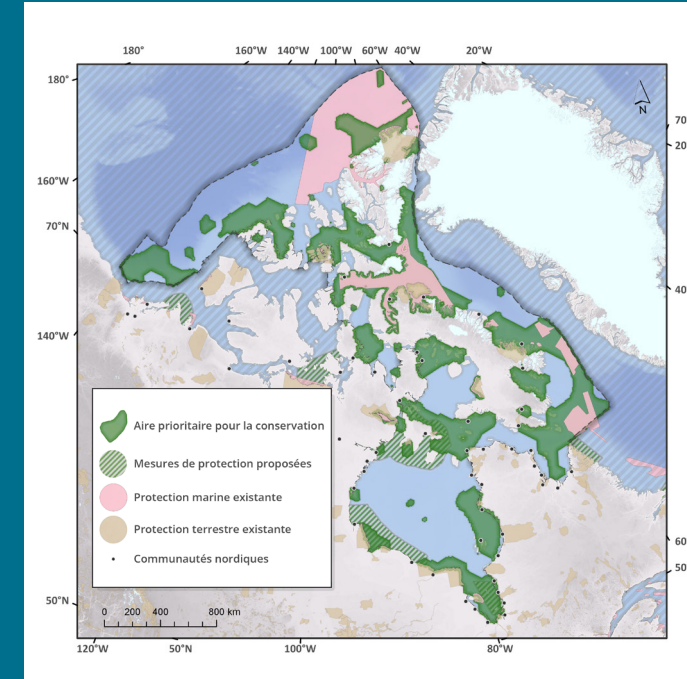 180° 160°W 140°W 100°W 60°W 40°W 20°W
180°
N
70
20
160°W
70°N
40
140°W
Aire prioritaire pour la conservation
Mesures de protection proposées
Protection marine existante
Protection terrestre existante
Communautés nordiques
60
50
50°N
0 200 400 800 km
120°W 50°N 100°W 80°W